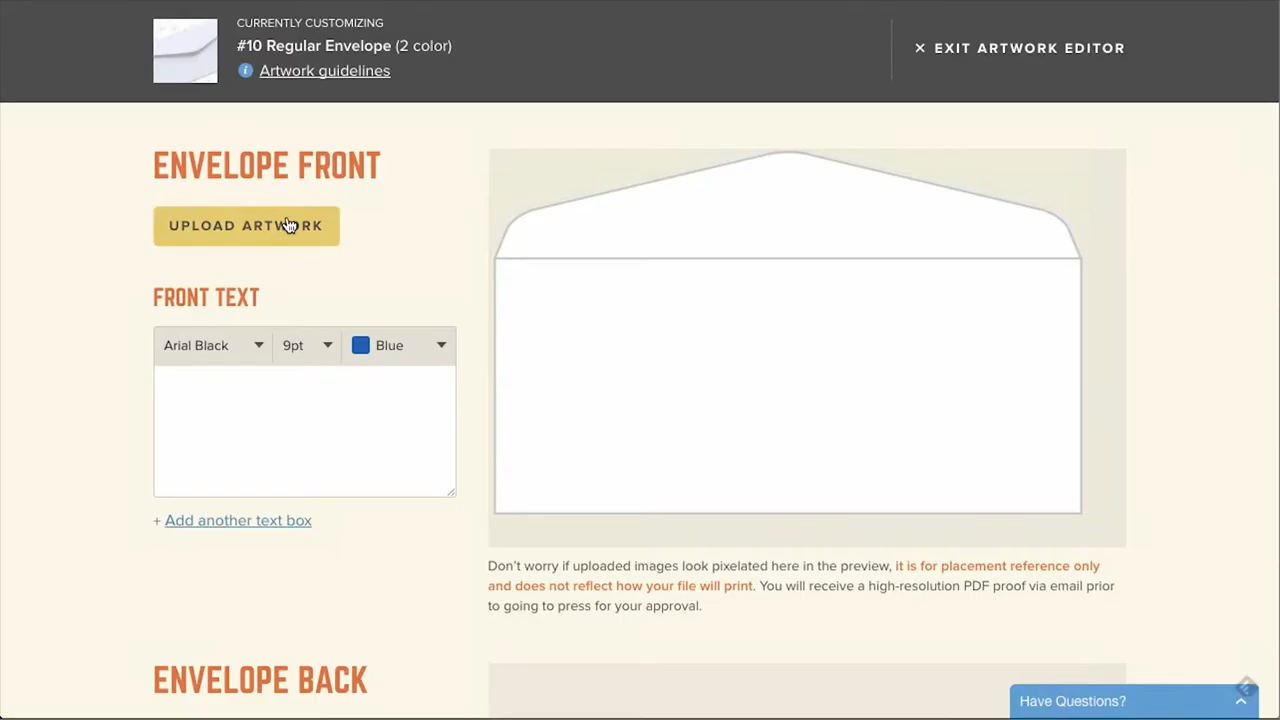 CURRENTLY CUSTOMIZING
#10 Regular Envelope (2 color)
i Artwork guidelines
× EXIT ARTWORK EDITOR
ENVELOPE FRONT
UPLOAD ARTWORK
FRONT TEXT
Arial Black 9pt Blue
+ Add another text box
Don’t worry if uploaded images look pixelated here in the preview, it is for placement reference only
and does not reflect how your file will print. You will receive a high-resolution PDF proof via email prior
to going to press for your approval.
ENVELOPE BACK
Have Questions?